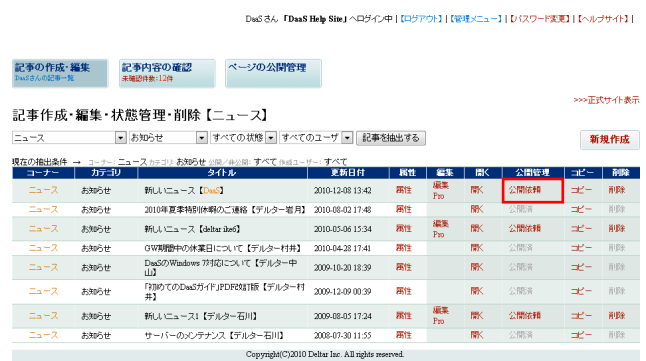 DaaSさん 「DaaS Help Site」へログイン中 | 【ログアウト】 | 【管理メニュー】 | 【パスワード変更】 | 【ヘルプサイト】 |
記事の作成・編集 記事内容の確認 ページの公開管理
DaaSさんの記事一覧 未確認件数:12件
>>>正式サイト表示
記事作成・編集・状態管理・削除【ニュース】
ニュース お知らせ すべての状態 すべてのユーザ 記事を抽出する 新規作成
現在の抽出条件 → コーナー: ニュース カテゴリ: お知らせ 公開/非公開: すべて 作成ユーザー: すべて
コーナー カテゴリ タイトル 更新日付 属性 編集 開く 公開管理 コピー 削除
ニュース お知らせ 新しいニュース【DaaS】 2010-12-08 13:42 属性 編集 開く 公開依頼 コピー 削除
Pro
ニュース お知らせ 2010年夏季特別休暇のご連絡【デルター岩月】 2010-08-02 17:48 属性 開く 公開済 コピー 削除
ニュース お知らせ 新しいニュース【deltar ike6】 2010-05-06 15:34 属性 編集 開く 公開依頼 コピー 削除
Pro
ニュース お知らせ GW期間中の休業日について【デルター村井】 2010-04-28 17:41 属性 開く 公開済 コピー 削除
ニュース お知らせ DaaSのWindows 7対応について【デルター中山】 2009-10-20 18:39 属性 開く 公開済 コピー 削除
ニュース お知らせ 「初めてのDaaSガイド」PDF改訂版【デルター村井】 2009-12-09 00:39 属性 開く 公開済 コピー 削除
ニュース お知らせ 新しいニュース1【デルター石川】 2009-08-05 17:24 属性 編集 開く 公開依頼 コピー 削除
Pro
ニュース お知らせ サーバーのメンテナンス【デルター石川】 2008-07-30 11:55 属性 開く 公開済 コピー 削除
Copyright(C)2010 Deltar Inc. All rights reserved.